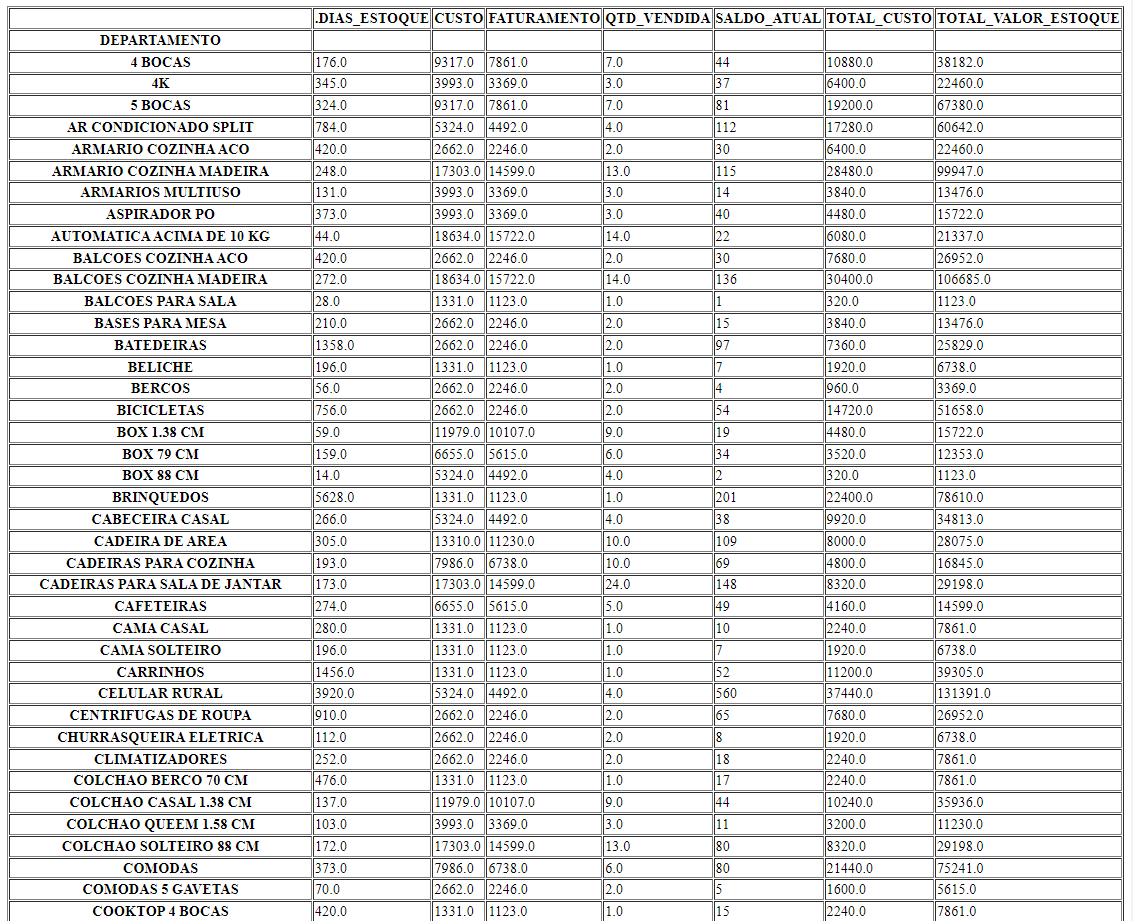 .DIAS_ESTOQUE CUSTO FATURAMENTO QTD_VENDIDA SALDO_ATUAL TOTAL_CUSTO TOTAL_VALOR_ESTOQUE
DEPARTAMENTO
4 BOCAS 176.0 9317.0 7861.0 7.0 44 10880.0 38182.0
4K 345.0 3993.0 3369.0 3.0 37 6400.0 22460.0
5 BOCAS 324.0 9317.0 7861.0 7.0 81 19200.0 67380.0
AR CONDICIONADO SPLIT 784.0 5324.0 4492.0 4.0 112 17280.0 60642.0
ARMARIO COZINHA ACO 420.0 2662.0 2246.0 2.0 30 6400.0 22460.0
ARMARIO COZINHA MADEIRA 248.0 17303.0 14599.0 13.0 115 28480.0 99947.0
ARMARIOS MULTIUSO 131.0 3993.0 3369.0 3.0 14 3840.0 13476.0
ASPIRADOR PO 373.0 3993.0 3369.0 3.0 40 4480.0 15722.0
AUTOMATICA ACIMA DE 10 KG 44.0 18634.0 15722.0 14.0 22 6080.0 21337.0
BALCOES COZINHA ACO 420.0 2662.0 2246.0 2.0 30 7680.0 26952.0
BALCOES COZINHA MADEIRA 272.0 18634.0 15722.0 14.0 136 30400.0 106685.0
BALCOES PARA SALA 28.0 1331.0 1123.0 1.0 1 320.0 1123.0
BASES PARA MESA 210.0 2662.0 2246.0 2.0 15 3840.0 13476.0
BATEDEIRAS 1358.0 2662.0 2246.0 2.0 97 7360.0 25829.0
BELICHE 196.0 1331.0 1123.0 1.0 7 1920.0 6738.0
BERCOS 56.0 2662.0 2246.0 2.0 4 960.0 3369.0
BICICLETAS 756.0 2662.0 2246.0 2.0 54 14720.0 51658.0
BOX 1.38 CM 59.0 11979.0 10107.0 9.0 19 4480.0 15722.0
BOX 79 CM 159.0 6655.0 5615.0 6.0 34 3520.0 12353.0
BOX 88 CM 14.0 5324.0 4492.0 4.0 2 320.0 1123.0
BRINQUEDOS 5628.0 1331.0 1123.0 1.0 201 22400.0 78610.0
CABECEIRA CASAL 266.0 5324.0 4492.0 4.0 38 9920.0 34813.0
CADEIRA DE AREA 305.0 13310.0 11230.0 10.0 109 8000.0 28075.0
CADEIRAS PARA COZINHA 193.0 7986.0 6738.0 10.0 69 4800.0 16845.0
CADEIRAS PARA SALA DE JANTAR 173.0 17303.0 14599.0 24.0 148 8320.0 29198.0
CAFETEIRAS 274.0 6655.0 5615.0 5.0 49 4160.0 14599.0
CAMA CASAL 280.0 1331.0 1123.0 1.0 10 2240.0 7861.0
CAMA SOLTEIRO 196.0 1331.0 1123.0 1.0 7 1920.0 6738.0
CARRINHOS 1456.0 1331.0 1123.0 1.0 52 11200.0 39305.0
CELULAR RURAL 3920.0 5324.0 4492.0 4.0 560 37440.0 131391.0
CENTRIFUGAS DE ROUPA 910.0 2662.0 2246.0 2.0 65 7680.0 26952.0
CHURRASQUEIRA ELETRICA 112.0 2662.0 2246.0 2.0 8 1920.0 6738.0
CLIMATIZADORES 252.0 2662.0 2246.0 2.0 18 2240.0 7861.0
COLCHAO BERCO 70 CM 476.0 1331.0 1123.0 1.0 17 2240.0 7861.0
COLCHAO CASAL 1.38 CM 137.0 11979.0 10107.0 9.0 44 10240.0 35936.0
COLCHAO QUEEM 1.58 CM 103.0 3993.0 3369.0 3.0 11 3200.0 11230.0
COLCHAO SOLTEIRO 88 CM 172.0 17303.0 14599.0 13.0 80 8320.0 29198.0
COMODAS 373.0 7986.0 6738.0 6.0 80 21440.0 75241.0
COMODAS 5 GAVETAS 70.0 2662.0 2246.0 2.0 5 1600.0 5615.0
COOKTOP 4 BOCAS 420.0 1331.0 1123.0 1.0 15 2240.0 7861.0